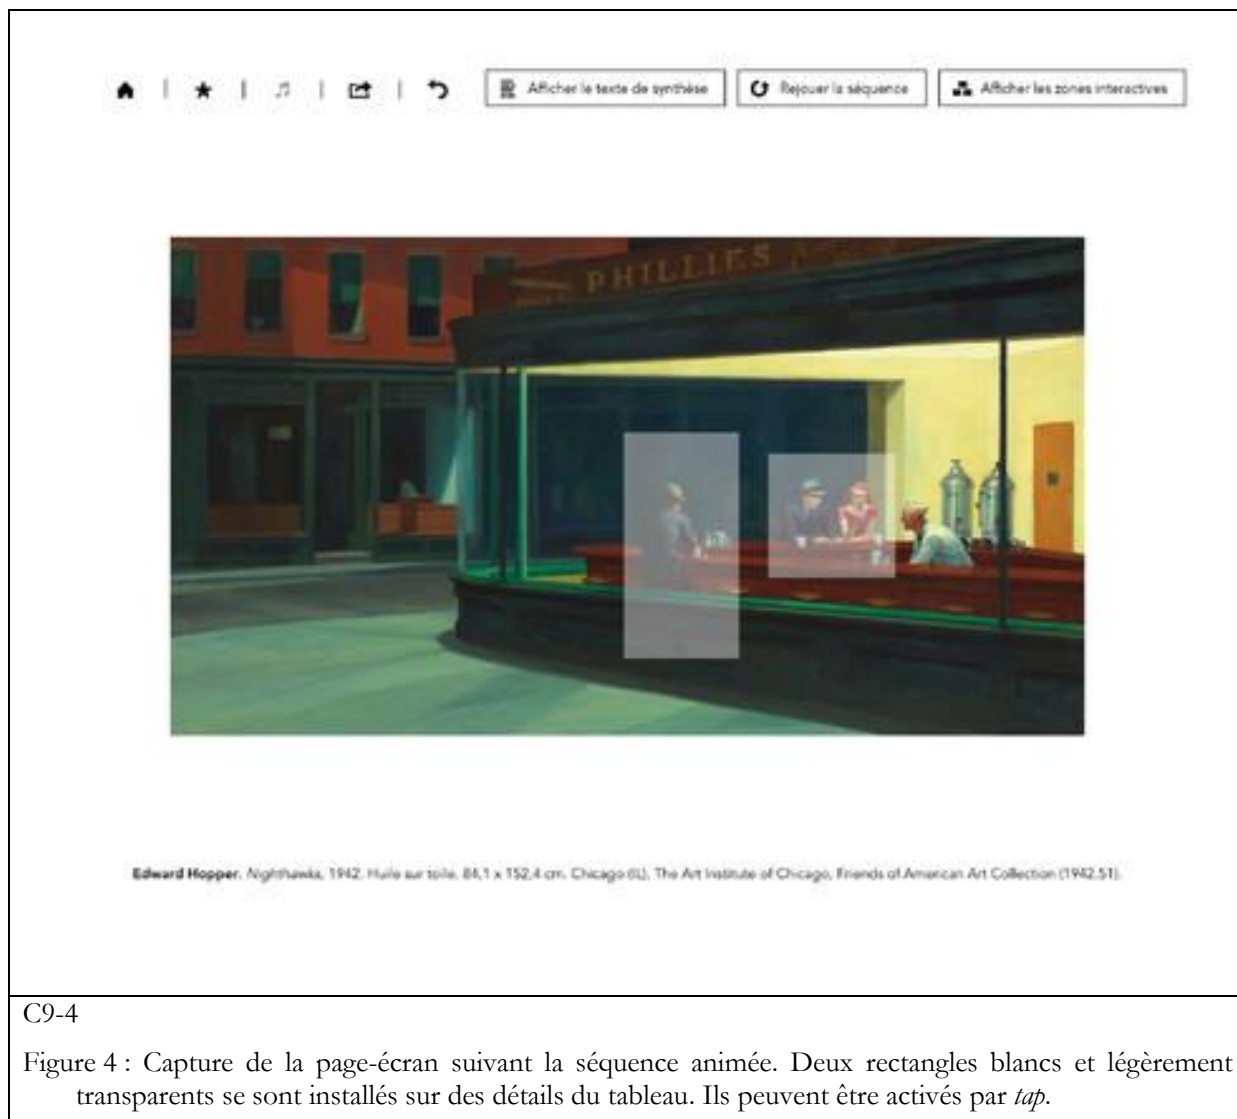 Afficher le texte de synthèse
Rejouer la séquence
Afficher les zones interactives
PHILLIES
Edward Hopper. Nighthawks, 1942. Huile sur toile. 84,1 x 152,4 cm. Chicago (IL), The Art Institute of Chicago, Friends of American Art Collection (1942.51).
C9-4
Figure 4 : Capture de la page-écran suivant la séquence animée. Deux rectangles blancs et légèrement
transparents se sont installés sur des détails du tableau. Ils peuvent être activés par tap.